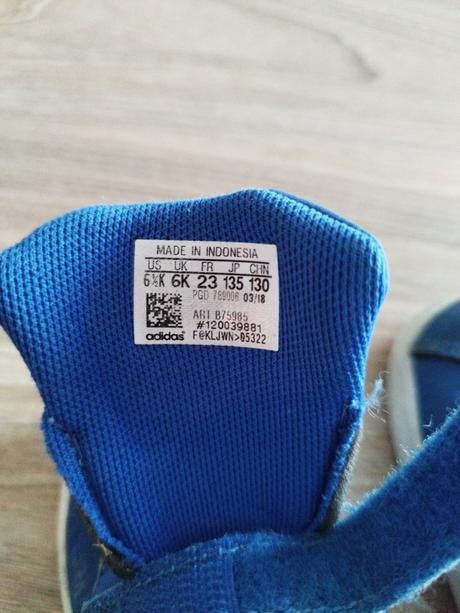 MADE IN INDONESIA
US UK FR JP CHN
6½K 6K 23 135 130
PGD 789006 03/18
ART B75985
#120039881
adidas® F@KLJWN>05322